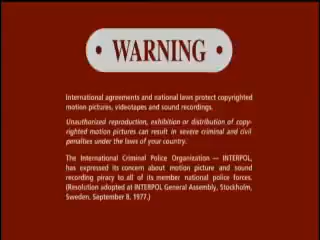 WARNING
International agreements and national laws protect copyrighted
motion pictures, videotapes and sound recordings.
Unauthorized reproduction, exhibition or distribution of copy-
righted motion pictures can result in severe criminal and civil
penalties under the laws of your country.
The International Criminal Police Organization — INTERPOL,
has expressed its concern about motion picture and sound
recording piracy to all of its member national police forces.
(Resolution adopted at INTERPOL General Assembly, Stockholm,
Sweden, September 8, 1977.)